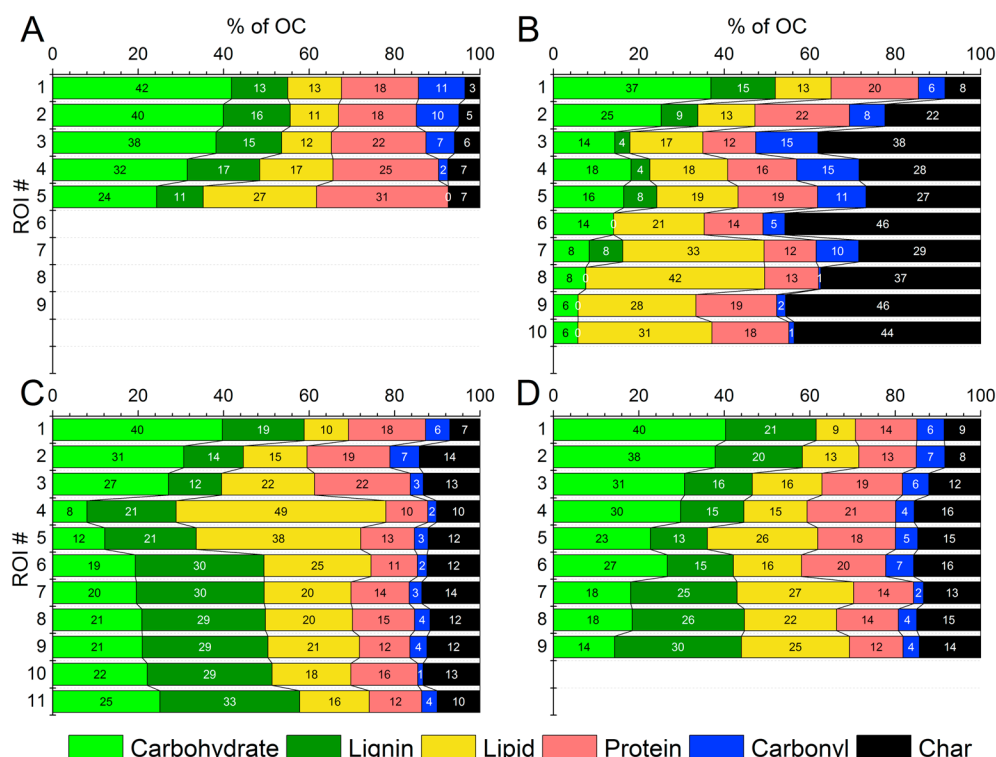 A
% of OC
0 20 40 60 80 100
ROI #
1 42 13 13 18 11 3
2 40 16 11 18 10 5
3 38 15 12 22 7 6
4 32 17 17 25 2 7
5 24 11 27 31 0 7
6
7
8
9
B
% of OC
0 20 40 60 80 100
1 37 15 13 20 6 8
2 25 9 13 22 8 22
3 14 4 17 12 15 38
4 18 4 18 16 15 28
5 16 8 19 19 11 27
6 14 0 21 14 5 46
7 8 8 33 12 10 29
8 8 0 42 13 1 37
9 6 0 28 19 2 46
10 6 0 31 18 1 44
C
0 20 40 60 80 100
ROI #
1 40 19 10 18 6 7
2 31 14 15 19 7 14
3 27 12 22 22 3 13
4 8 21 49 10 2 10
5 12 21 38 13 3 12
6 19 30 25 11 2 12
7 20 30 20 14 3 14
8 21 29 20 15 4 12
9 21 29 21 12 4 12
10 22 29 18 16 1 13
11 25 33 16 12 4 10
D
0 20 40 60 80 100
1 40 21 9 14 6 9
2 38 20 13 13 7 8
3 31 16 16 19 6 12
4 30 15 15 21 4 16
5 23 13 26 18 5 15
6 27 15 16 20 7 16
7 18 25 27 14 2 13
8 18 26 22 14 4 15
9 14 30 25 12 4 14
Carbohydrate Lignin Lipid Protein Carbonyl Char